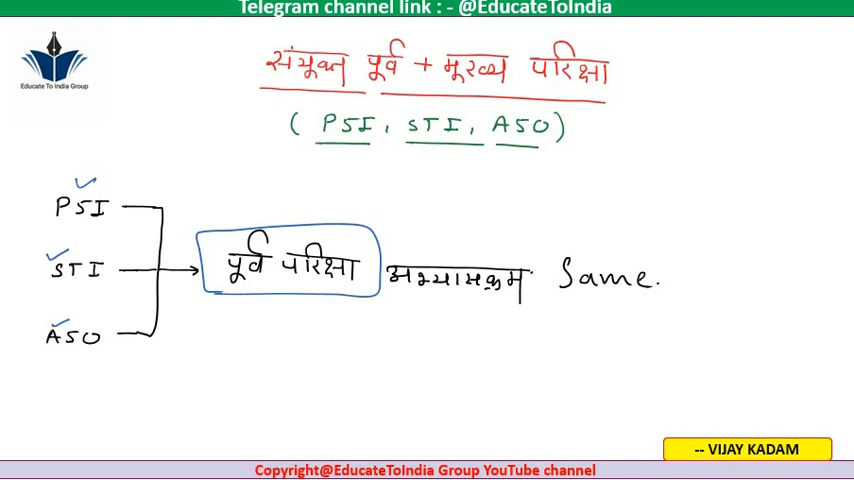 Telegram channel link : - @EducateToIndia
Educate To India Group
संयूक्त पूर्व + मूख्य परिक्षा
( PSI, STI, ASO )
PSI
STI
ASO
पूर्व परिक्षा अभ्यासक्रम Same.
-- VIJAY KADAM
Copyright@EducateToIndia Group YouTube channel